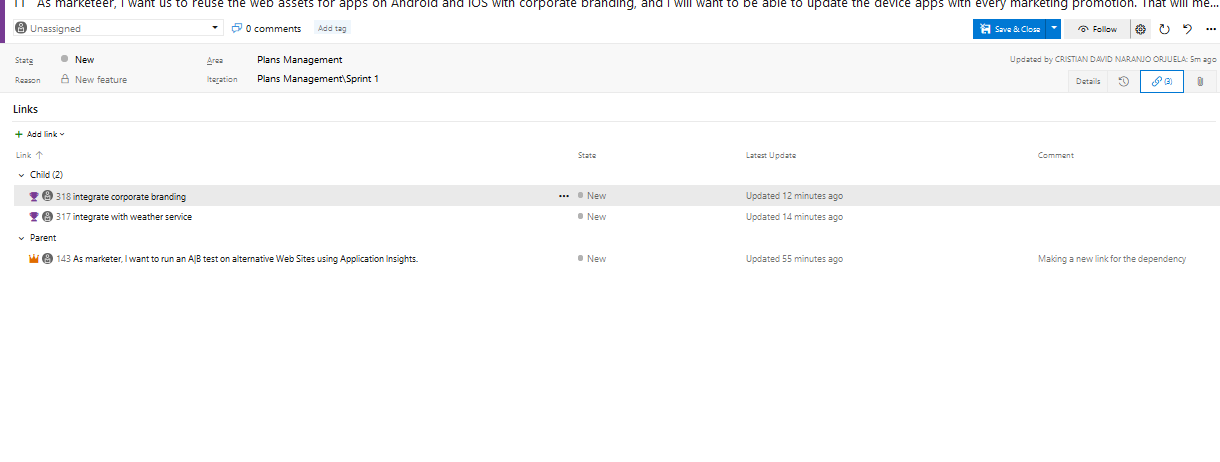 As marketeer, I want us to reuse the web assets for apps on Android and iOS with corporate branding, and I will want to be able to update the device apps with every marketing promotion. That will me...
Unassigned 0 comments Add tag Save & Close Follow
State New Area Plans Management Updated by CRISTIAN DAVID NARANJO ORJUELA: 5m ago
Reason New feature Iteration Plans Management\Sprint 1 Details (3)
Links
Add link
Link State Latest Update Comment
Child (2)
318 integrate corporate branding ... New Updated 12 minutes ago
317 integrate with weather service New Updated 14 minutes ago
Parent
143 As marketer, I want to run an A|B test on alternative Web Sites using Application Insights. New Updated 55 minutes ago Making a new link for the dependency